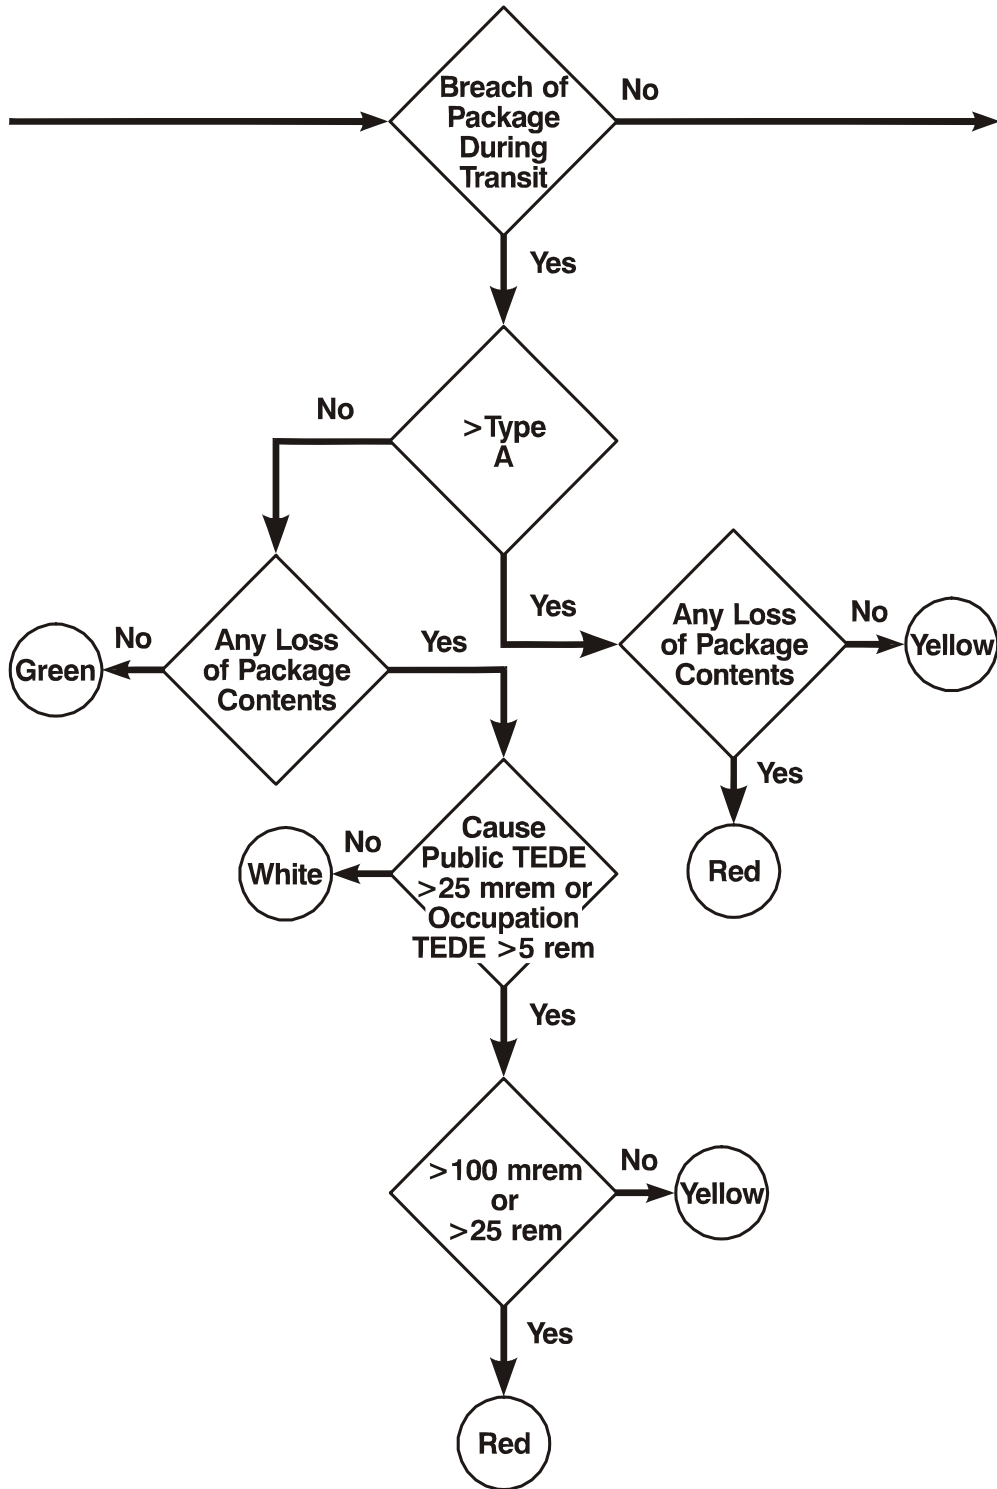 Breach of
Package
During
Transit
No
Yes
>Type
A
No
Yes
Any Loss
of Package
Contents
No
Green
Yes
Any Loss
of Package
Contents
No
Yellow
Yes
Red
Cause
Public TEDE
>25 mrem or
Occupation
TEDE >5 rem
No
White
Yes
>100 mrem
or
>25 rem
No
Yellow
Yes
Red